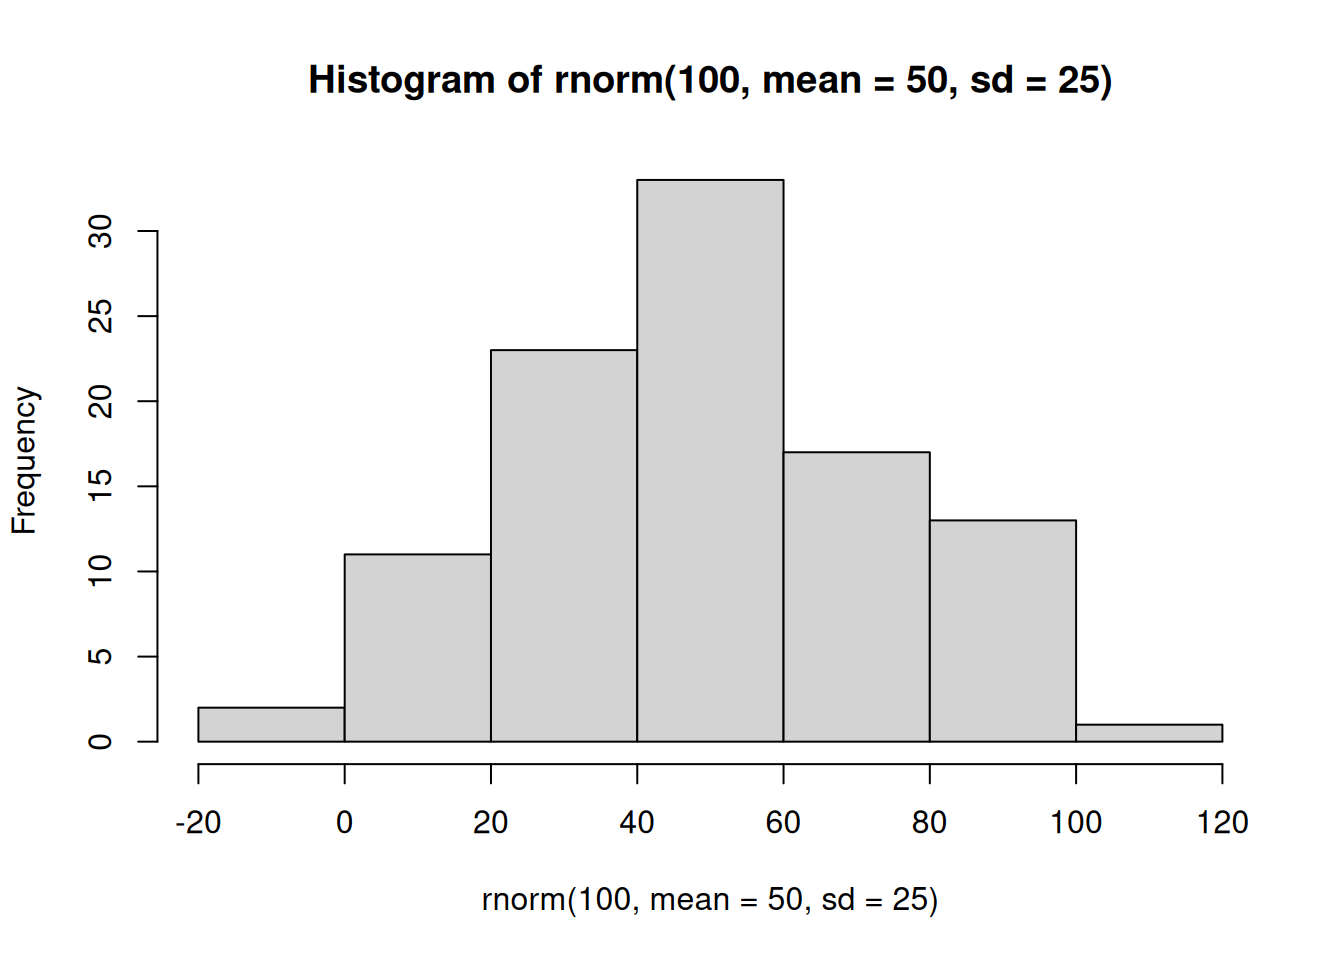 Histogram of rnorm(100, mean = 50, sd = 25)
Frequency
30
25
20
15
10
5
0
-20 0 20 40 60 80 100 120
rnorm(100, mean = 50, sd = 25)